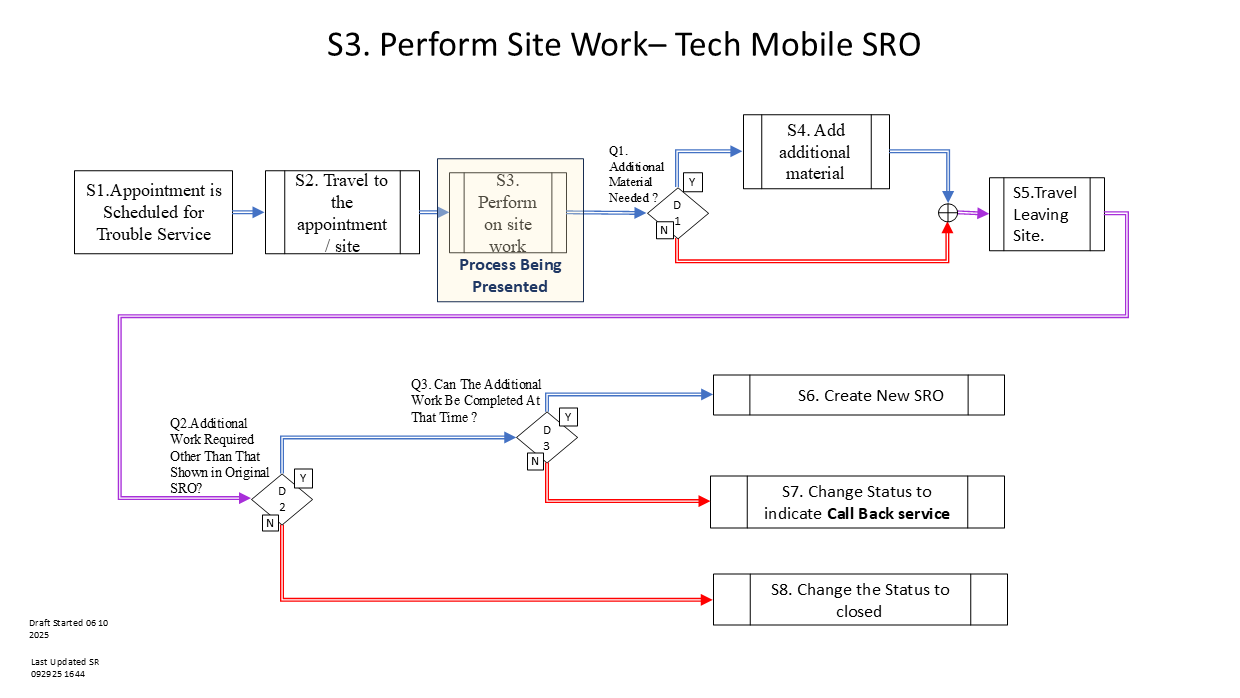 S3. Perform Site Work– Tech Mobile SRO
S1.Appointment is
Scheduled for
Trouble Service
S2. Travel to
the
appointment
/ site
S3.
Perform
on site
work
Process Being
Presented
Q1.
Additional
Material
Needed ?
D
1
Y
N
S4. Add
additional
material
S5.Travel
Leaving
Site.
Q2.Additional
Work Required
Other Than That
Shown in Original
SRO?
D
2
Y
N
Q3. Can The Additional
Work Be Completed At
That Time ?
D
3
Y
N
S6. Create New SRO
S7. Change Status to
indicate Call Back service
S8. Change the Status to
closed
Draft Started 06 10
2025
Last Updated SR
092925 1644